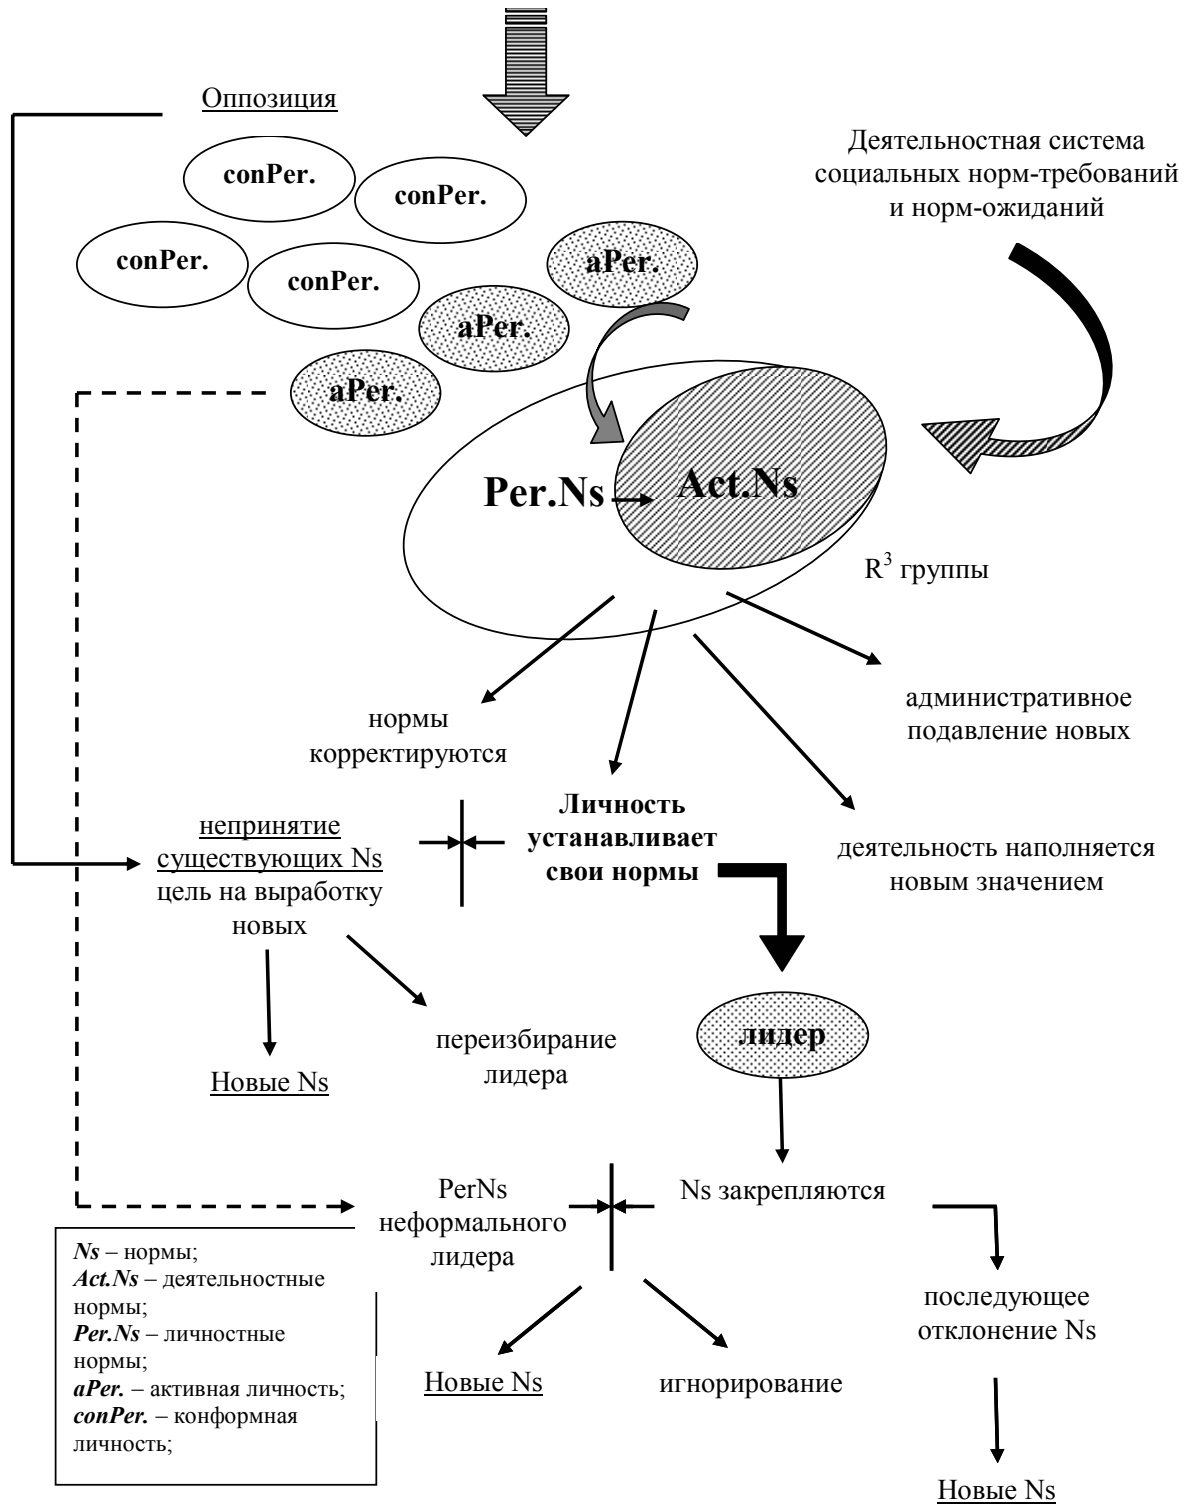 Оппозиция
conPer.
conPer.
conPer.
conPer.
aPer.
aPer.
aPer.
Деятельностная система
социальных норм-требований
и норм-ожиданий
Per.Ns
Act.Ns
R³ группы
нормы
корректируются
административное
подавление новых
Личность
устанавливает
свои нормы
деятельность наполняется
новым значением
непринятие
существующих Ns
цель на выработку
новых
переизбирание
лидера
Новые Ns
лидер
PerNs
неформального
лидера
Ns закрепляются
последующее
отклонение Ns
Новые Ns
игнорирование
Новые Ns
Ns – нормы;
Act.Ns – деятельностные
нормы;
Per.Ns – личностные
нормы;
aPer. – активная личность;
conPer. – конформная
личность;